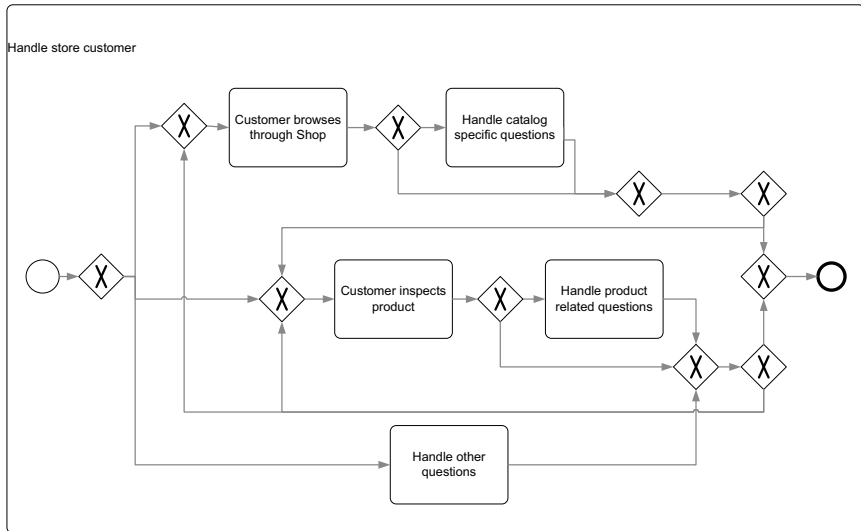 Handle store customer
Customer browses
through Shop
Handle catalog
specific questions
Customer inspects
product
Handle product
related questions
Handle other
questions